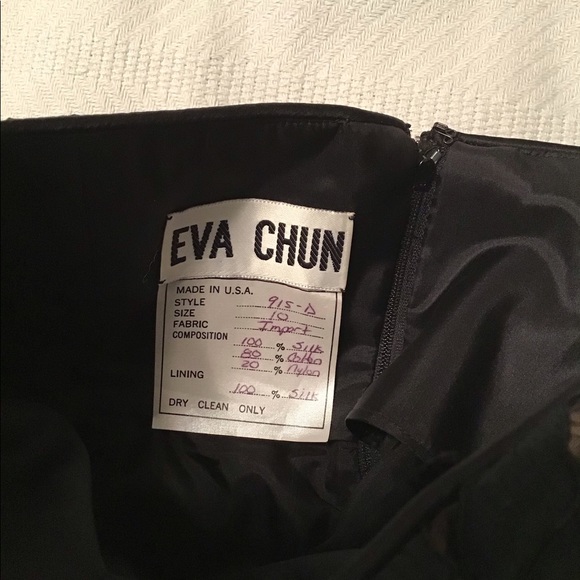 EVA CHUN
MADE IN U.S.A.
STYLE 915-D
SIZE 10
FABRIC Import
COMPOSITION
100 % Silk
80 % Cotton
20 % Nylon
LINING
100 % Silk
DRY CLEAN ONLY